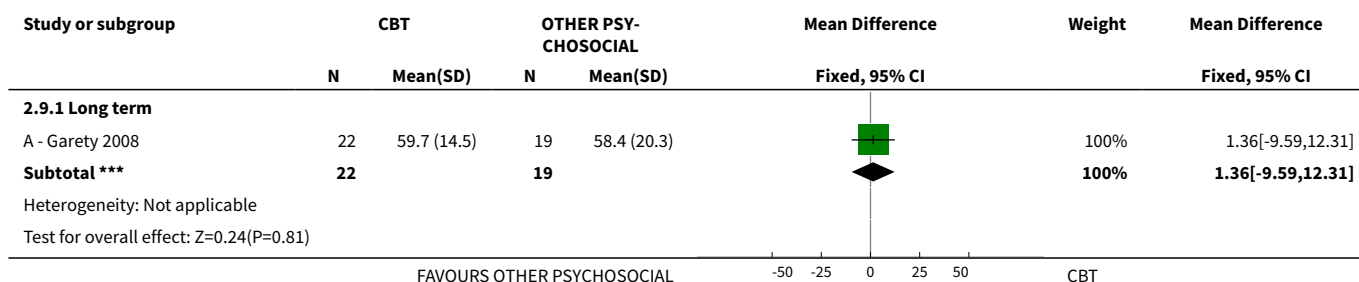 Study or subgroup CBT OTHER PSY- Mean Difference Weight Mean Difference
CHOSOCIAL
N Mean(SD) N Mean(SD) Fixed, 95% CI Fixed, 95% CI
2.9.1 Long term
A - Garety 2008 22 59.7 (14.5) 19 58.4 (20.3) 100% 1.36[-9.59,12.31]
Subtotal *** 22 19 100% 1.36[-9.59,12.31]
Heterogeneity: Not applicable
Test for overall effect: Z=0.24(P=0.81)
FAVOURS OTHER PSYCHOSOCIAL -50 -25 0 25 50 CBT